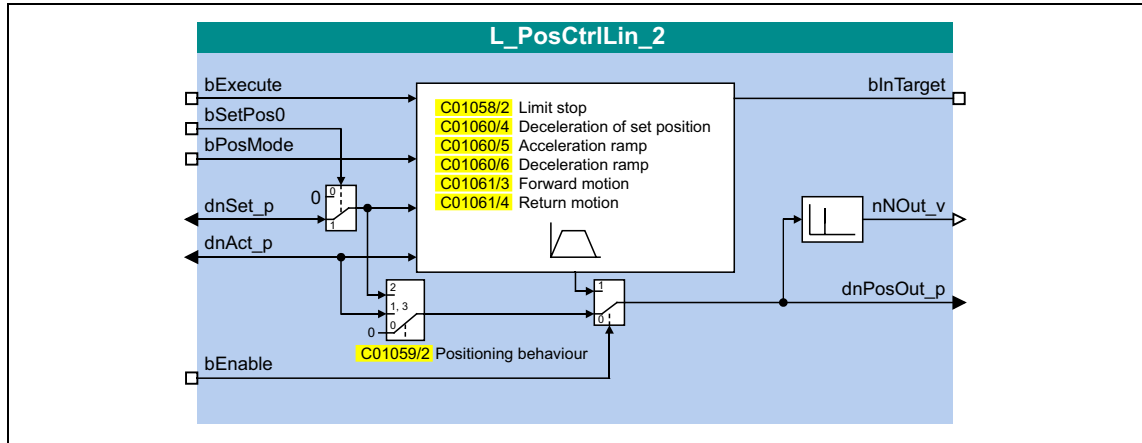 L_PosCtrlLin_2
bExecute
bInTarget
bSetPos0
bPosMode
C01058/2 Limit stop
C01060/4 Deceleration of set position
C01060/5 Acceleration ramp
C01060/6 Deceleration ramp
C01061/3 Forward motion
C01061/4 Return motion
0
0
1
dnSet_p
nNOut_v
dnAct_p
dnPosOut_p
2
1, 3
0
0
1
0
C01059/2 Positioning behaviour
bEnable